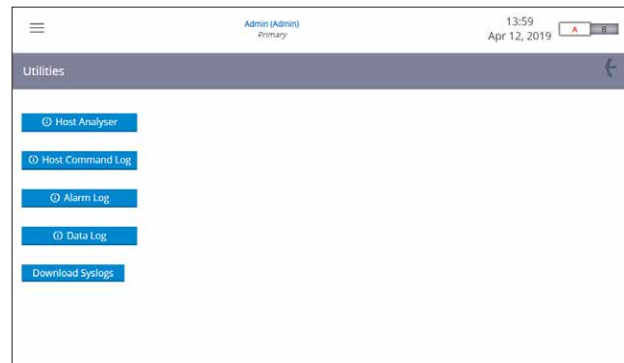 Admin (Admin)
Primary
13:59
Apr 12, 2019
A
B
Utilities
Host Analyser
Host Command Log
Alarm Log
Data Log
Download Syslogs